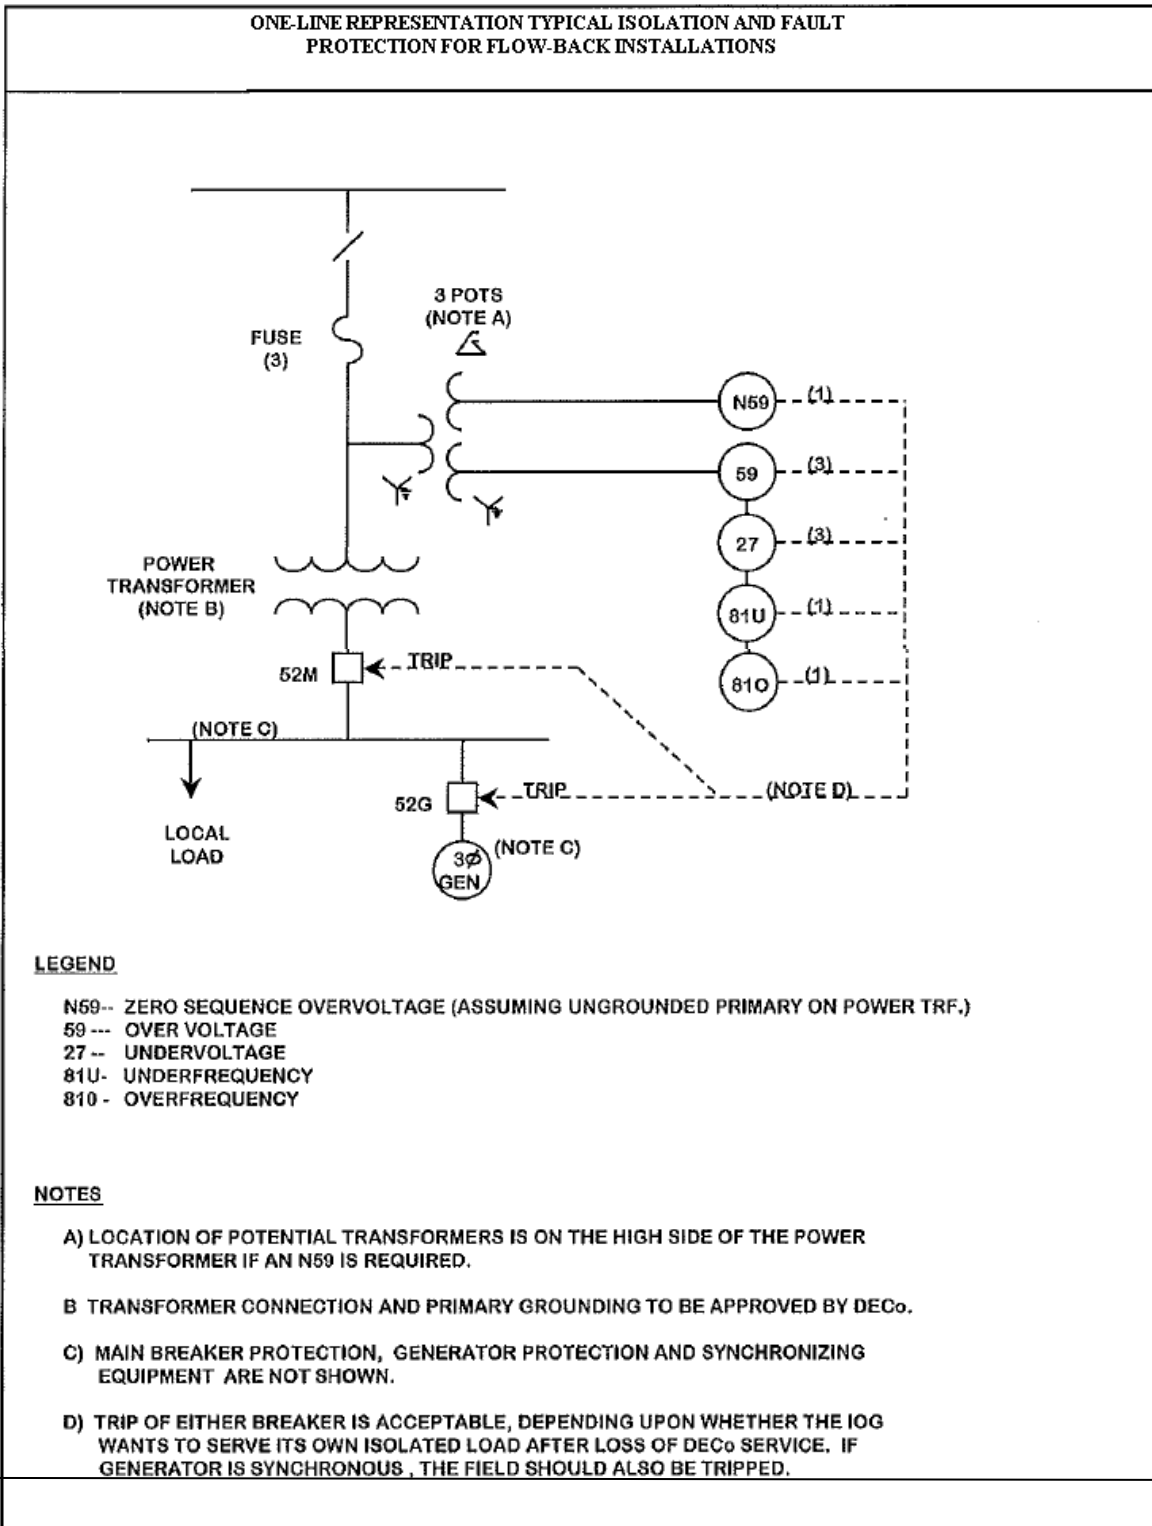 ONE-LINE REPRESENTATION TYPICAL ISOLATION AND FAULT
PROTECTION FOR FLOW-BACK INSTALLATIONS
3 POTS
(NOTE A)
FUSE
(3)
N59
(1)
59
(3)
27
(3)
81U
(1)
81O
(1)
POWER
TRANSFORMER
(NOTE B)
52M
TRIP
(NOTE C)
LOCAL
LOAD
52G
TRIP
(NOTE D)
3Ø
GEN
(NOTE C)
LEGEND
N59-- ZERO SEQUENCE OVERVOLTAGE (ASSUMING UNGROUNDED PRIMARY ON POWER TRF.)
59 --- OVER VOLTAGE
27 -- UNDERVOLTAGE
81U- UNDERFREQUENCY
810 - OVERFREQUENCY
NOTES
A) LOCATION OF POTENTIAL TRANSFORMERS IS ON THE HIGH SIDE OF THE POWER
TRANSFORMER IF AN N59 IS REQUIRED.
B TRANSFORMER CONNECTION AND PRIMARY GROUNDING TO BE APPROVED BY DECo.
C) MAIN BREAKER PROTECTION, GENERATOR PROTECTION AND SYNCHRONIZING
EQUIPMENT ARE NOT SHOWN.
D) TRIP OF EITHER BREAKER IS ACCEPTABLE, DEPENDING UPON WHETHER THE IOG
WANTS TO SERVE ITS OWN ISOLATED LOAD AFTER LOSS OF DECo SERVICE. IF
GENERATOR IS SYNCHRONOUS , THE FIELD SHOULD ALSO BE TRIPPED.